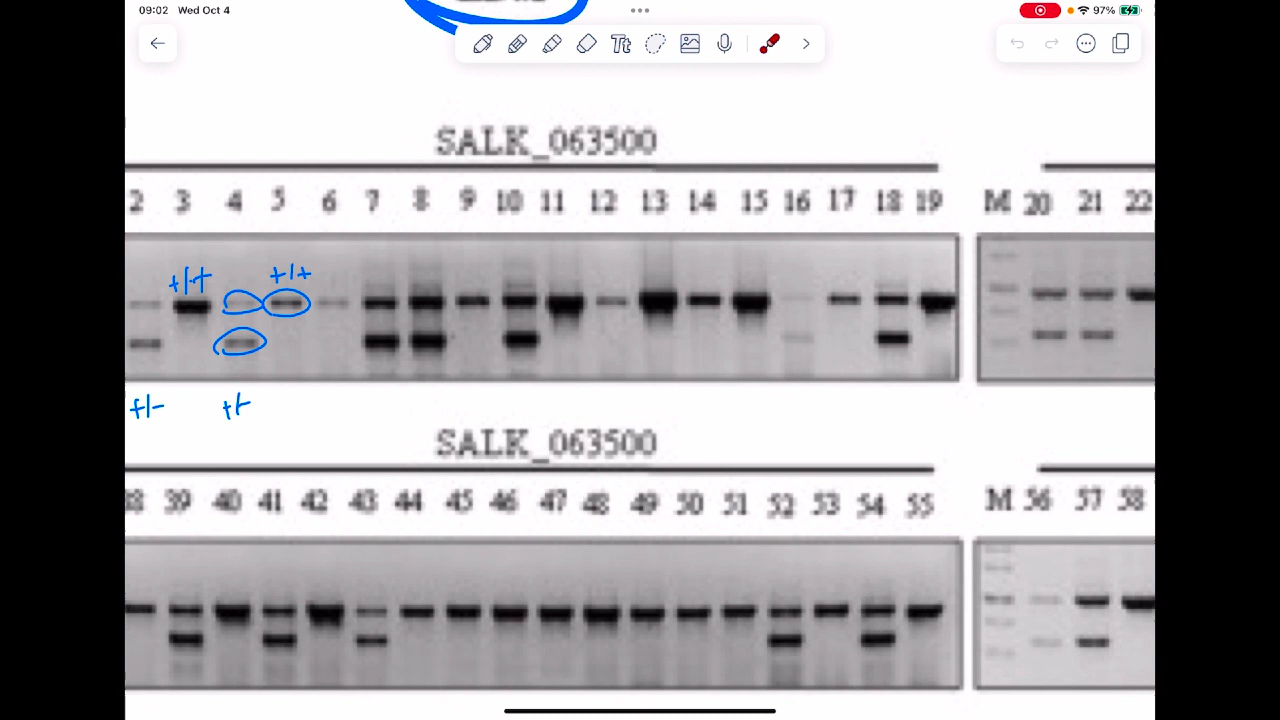 09:02 Wed Oct 4 97%
Tt
SALK_063500
2 3 4 5 6 7 8 9 10 11 12 13 14 15 16 17 18 19 M 20 21 22
+/+ +/+
+/- +/-
SALK_063500
38 39 40 41 42 43 44 45 46 47 48 49 50 51 52 53 54 55 M 56 57 58